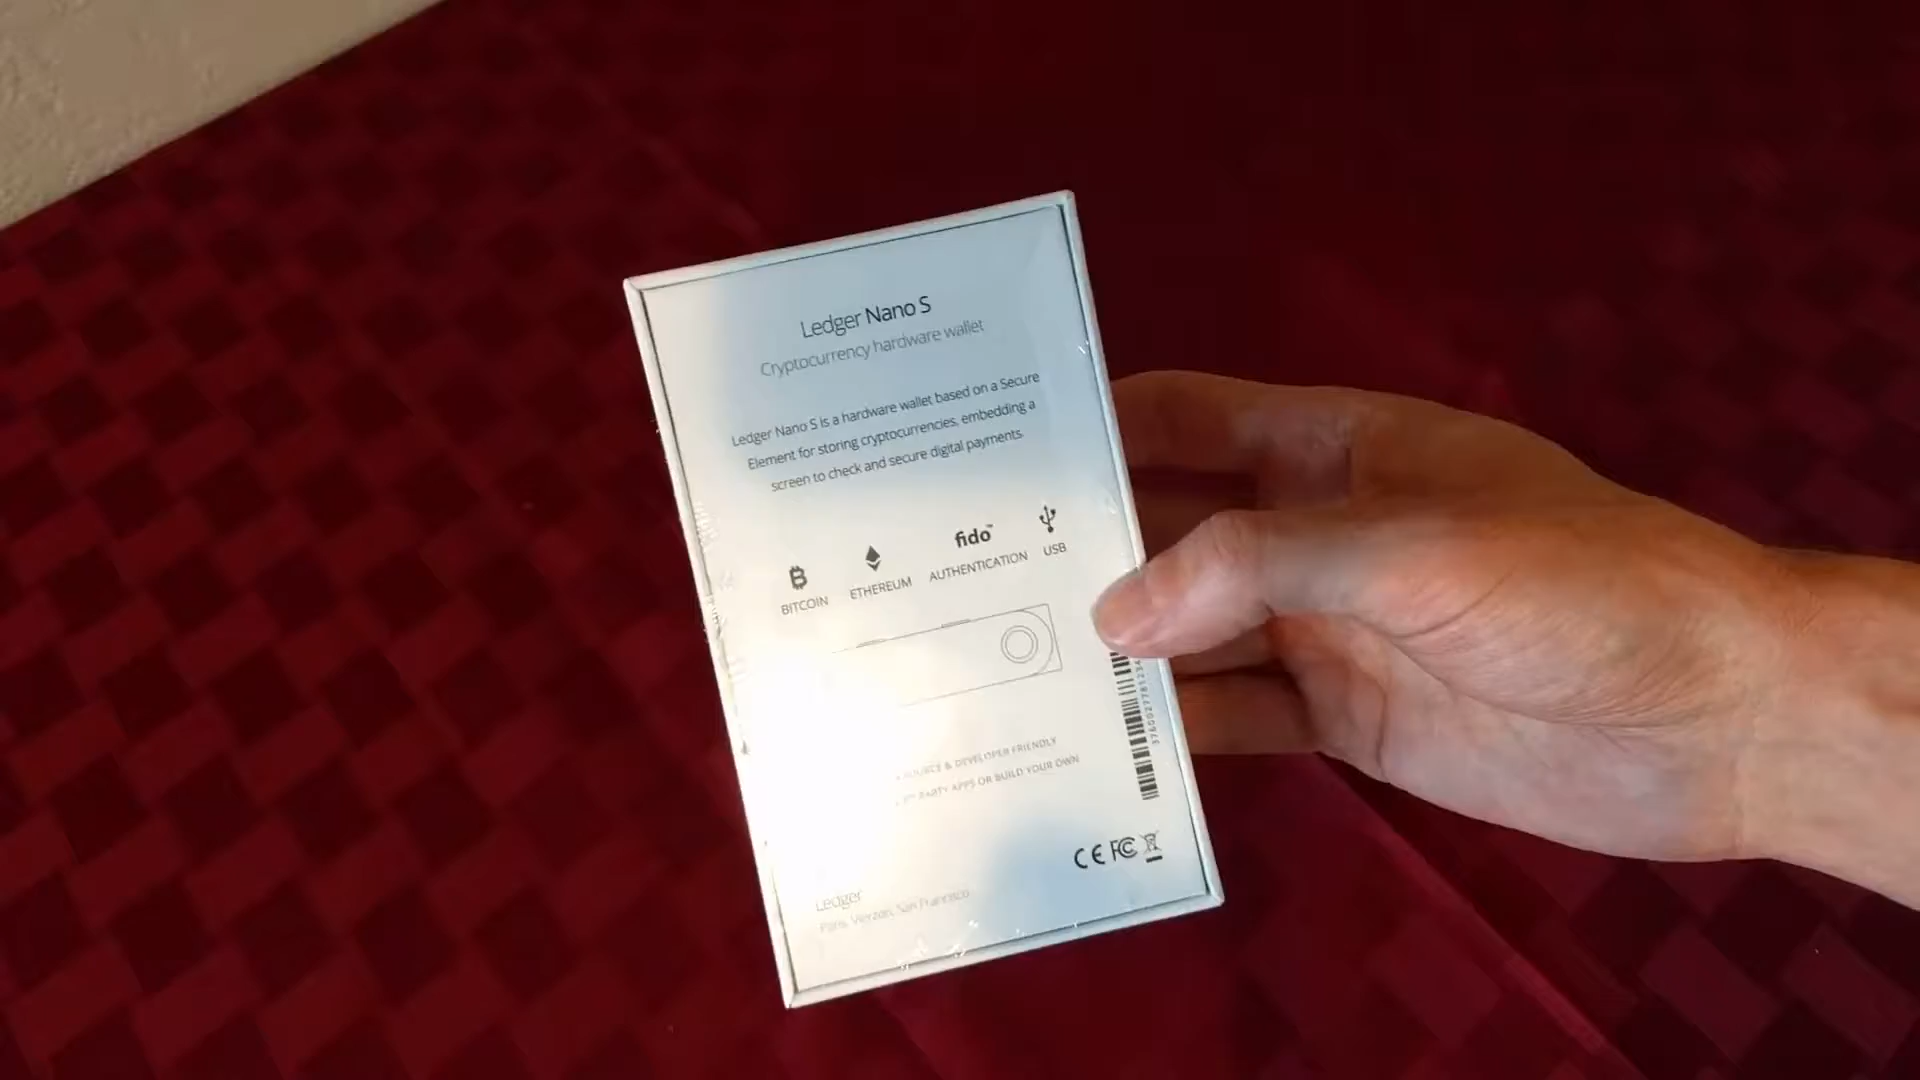 Ledger Nano S
Cryptocurrency hardware wallet
Ledger Nano S is a hardware wallet based on a Secure
Element for storing cryptocurrencies, embedding a
screen to check and secure digital payments
BITCOIN
ETHEREUM
fido™
AUTHENTICATION
USB
SOURCE & DEVELOPER FRIENDLY
PARTY APPS OR BUILD YOUR OWN
CE FC
Ledger
Paris, Vierzon, San Francisco